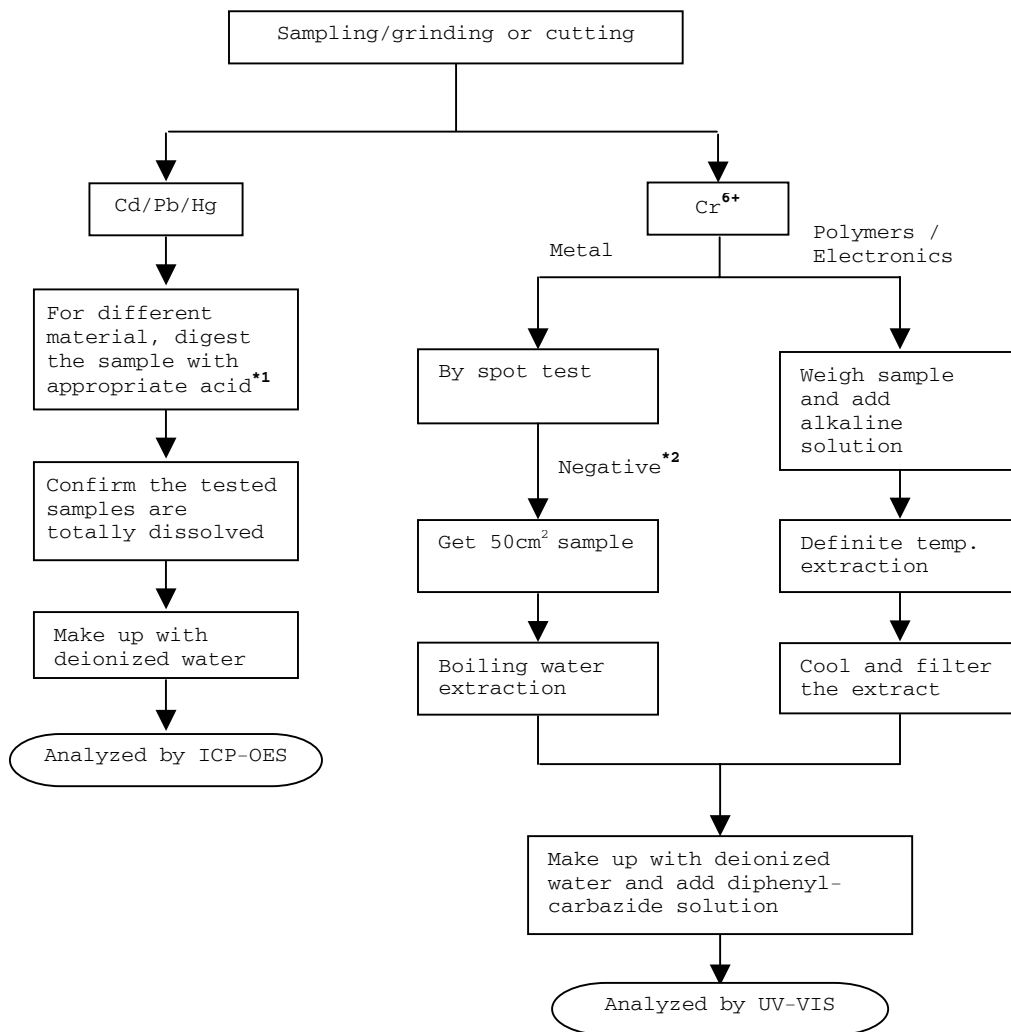 Sampling/grinding or cutting
Cd/Pb/Hg
For different
material, digest
the sample with
appropriate acid*1
Confirm the tested
samples are
totally dissolved
Make up with
deionized water
Analyzed by ICP-OES
Cr6+
Metal
Polymers /
Electronics
By spot test
Negative*2
Get 50cm² sample
Boiling water
extraction
Weigh sample
and add
alkaline
solution
Definite temp.
extraction
Cool and filter
the extract
Make up with deionized
water and add diphenyl-
carbazide solution
Analyzed by UV-VIS